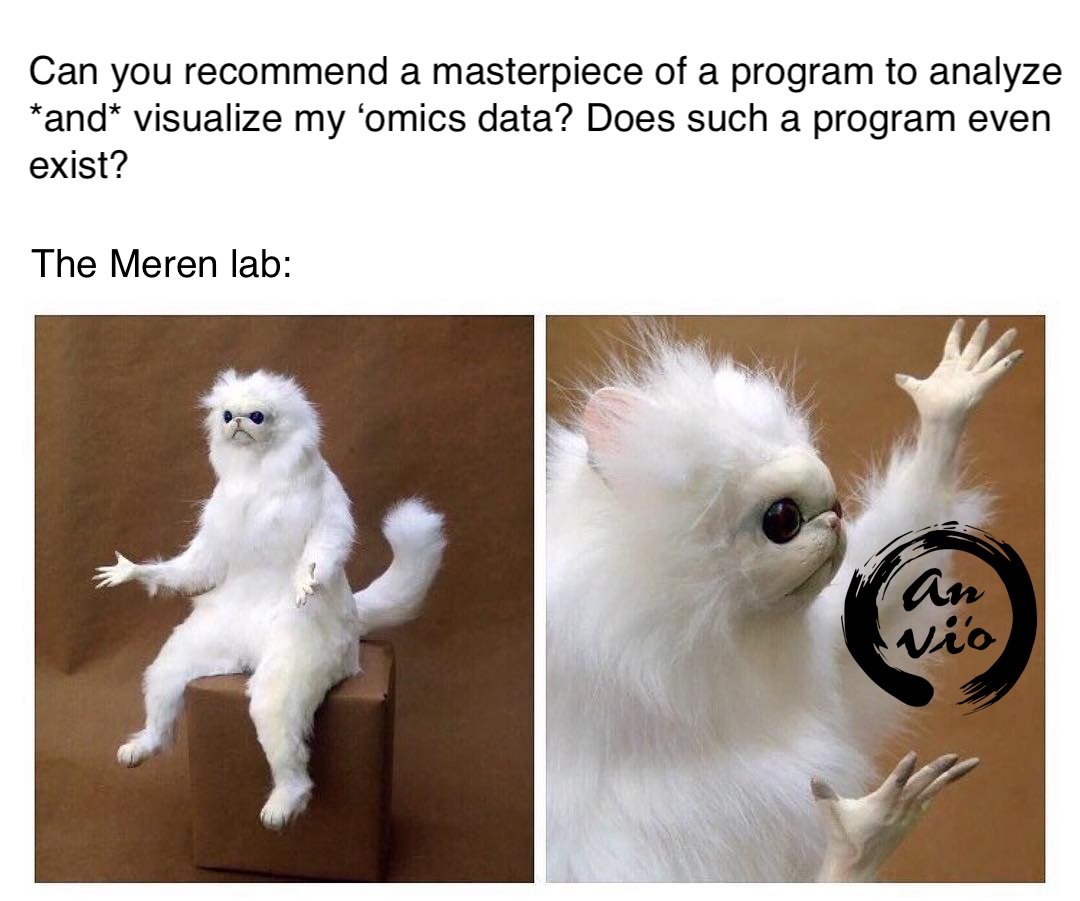 Can you recommend a masterpiece of a program to analyze
*and* visualize my ‘omics data? Does such a program even
exist?
The Meren lab:
an
vi'o